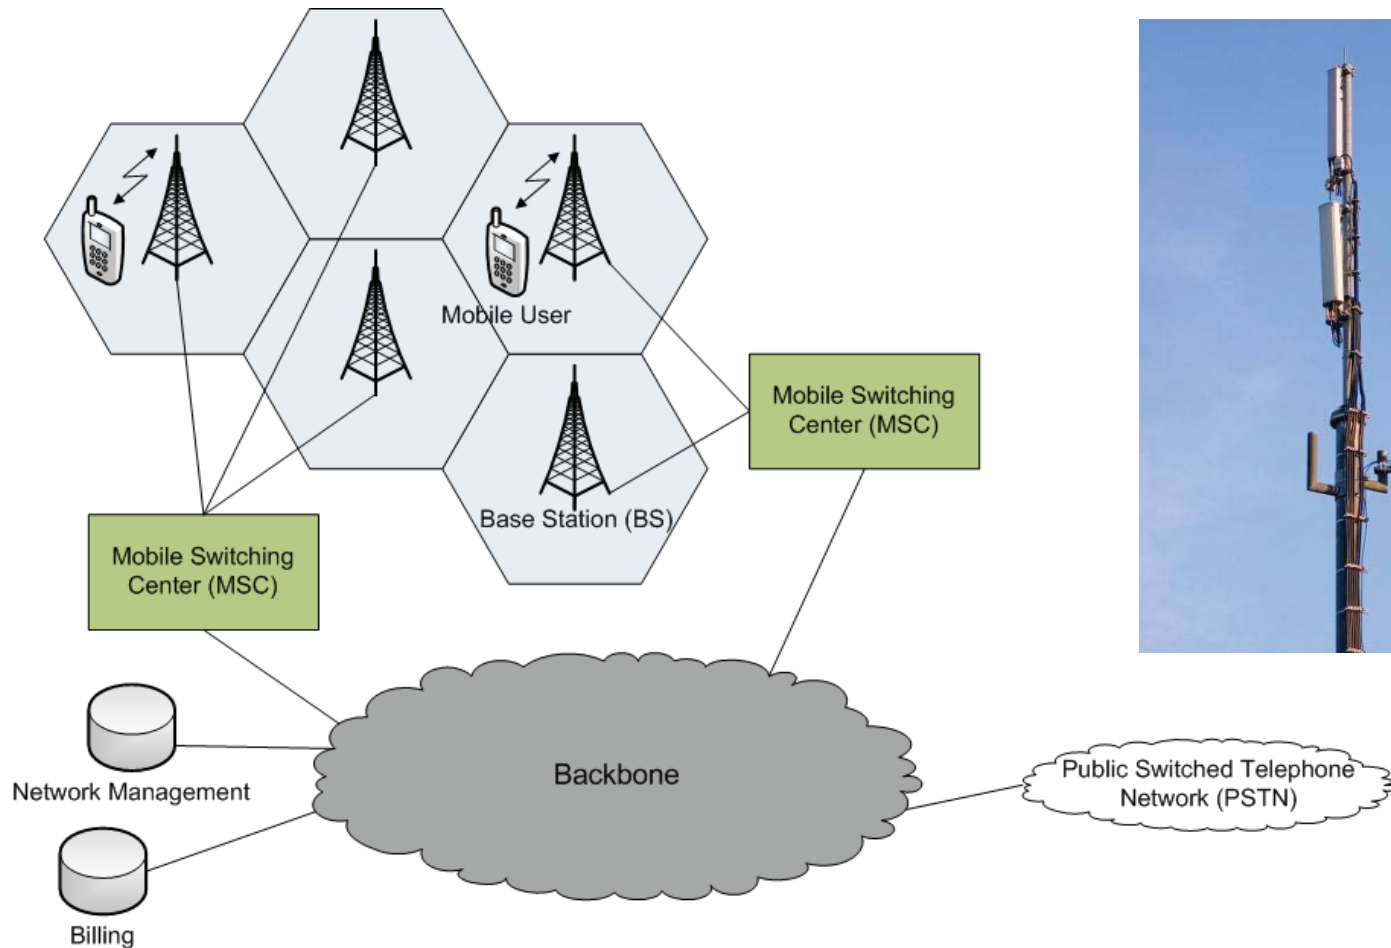 Mobile User
Mobile Switching
Center (MSC)
Base Station (BS)
Mobile Switching
Center (MSC)
Backbone
Public Switched Telephone
Network (PSTN)
Network Management
Billing